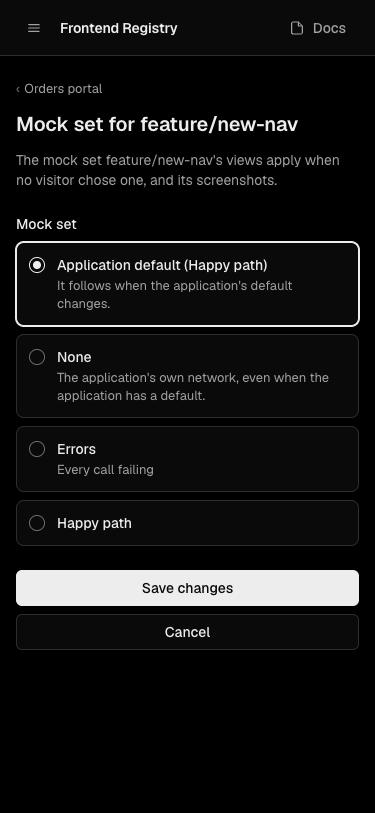 Frontend Registry
Docs
‹ Orders portal
Mock set for feature/new-nav
The mock set feature/new-nav's views apply when
no visitor chose one, and its screenshots.
Mock set
Application default (Happy path)
It follows when the application's default
changes.
None
The application's own network, even when the
application has a default.
Errors
Every call failing
Happy path
Save changes
Cancel